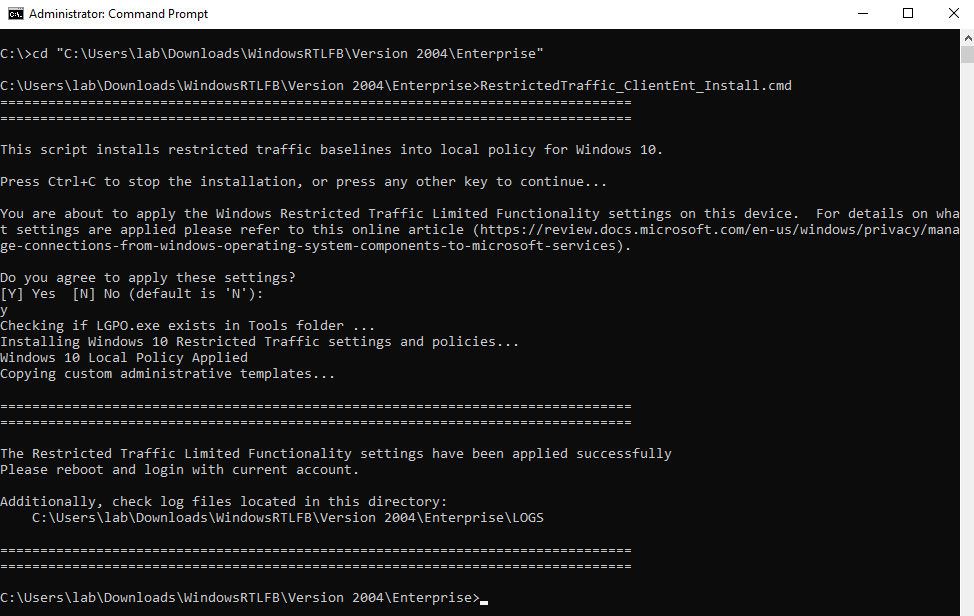 Administrator: Command Prompt
C:\>cd "C:\Users\lab\Downloads\WindowsRTLFB\Version 2004\Enterprise"
C:\Users\lab\Downloads\WindowsRTLFB\Version 2004\Enterprise>RestrictedTraffic_ClientEnt_Install.cmd
===============================================================================
===============================================================================
This script installs restricted traffic baselines into local policy for Windows 10.
Press Ctrl+C to stop the installation, or press any other key to continue...
You are about to apply the Windows Restricted Traffic Limited Functionality settings on this device.  For details on wha
t settings are applied please refer to this online article (https://review.docs.microsoft.com/en-us/windows/privacy/mana
ge-connections-from-windows-operating-system-components-to-microsoft-services).
Do you agree to apply these settings?
[Y] Yes  [N] No (default is 'N'):
y
Checking if LGPO.exe exists in Tools folder ...
Installing Windows 10 Restricted Traffic settings and policies...
Windows 10 Local Policy Applied
Copying custom administrative templates...
===============================================================================
===============================================================================
The Restricted Traffic Limited Functionality settings have been applied successfully
Please reboot and login with current account.
Additionally, check log files located in this directory:
    C:\Users\lab\Downloads\WindowsRTLFB\Version 2004\Enterprise\LOGS
===============================================================================
===============================================================================
C:\Users\lab\Downloads\WindowsRTLFB\Version 2004\Enterprise>